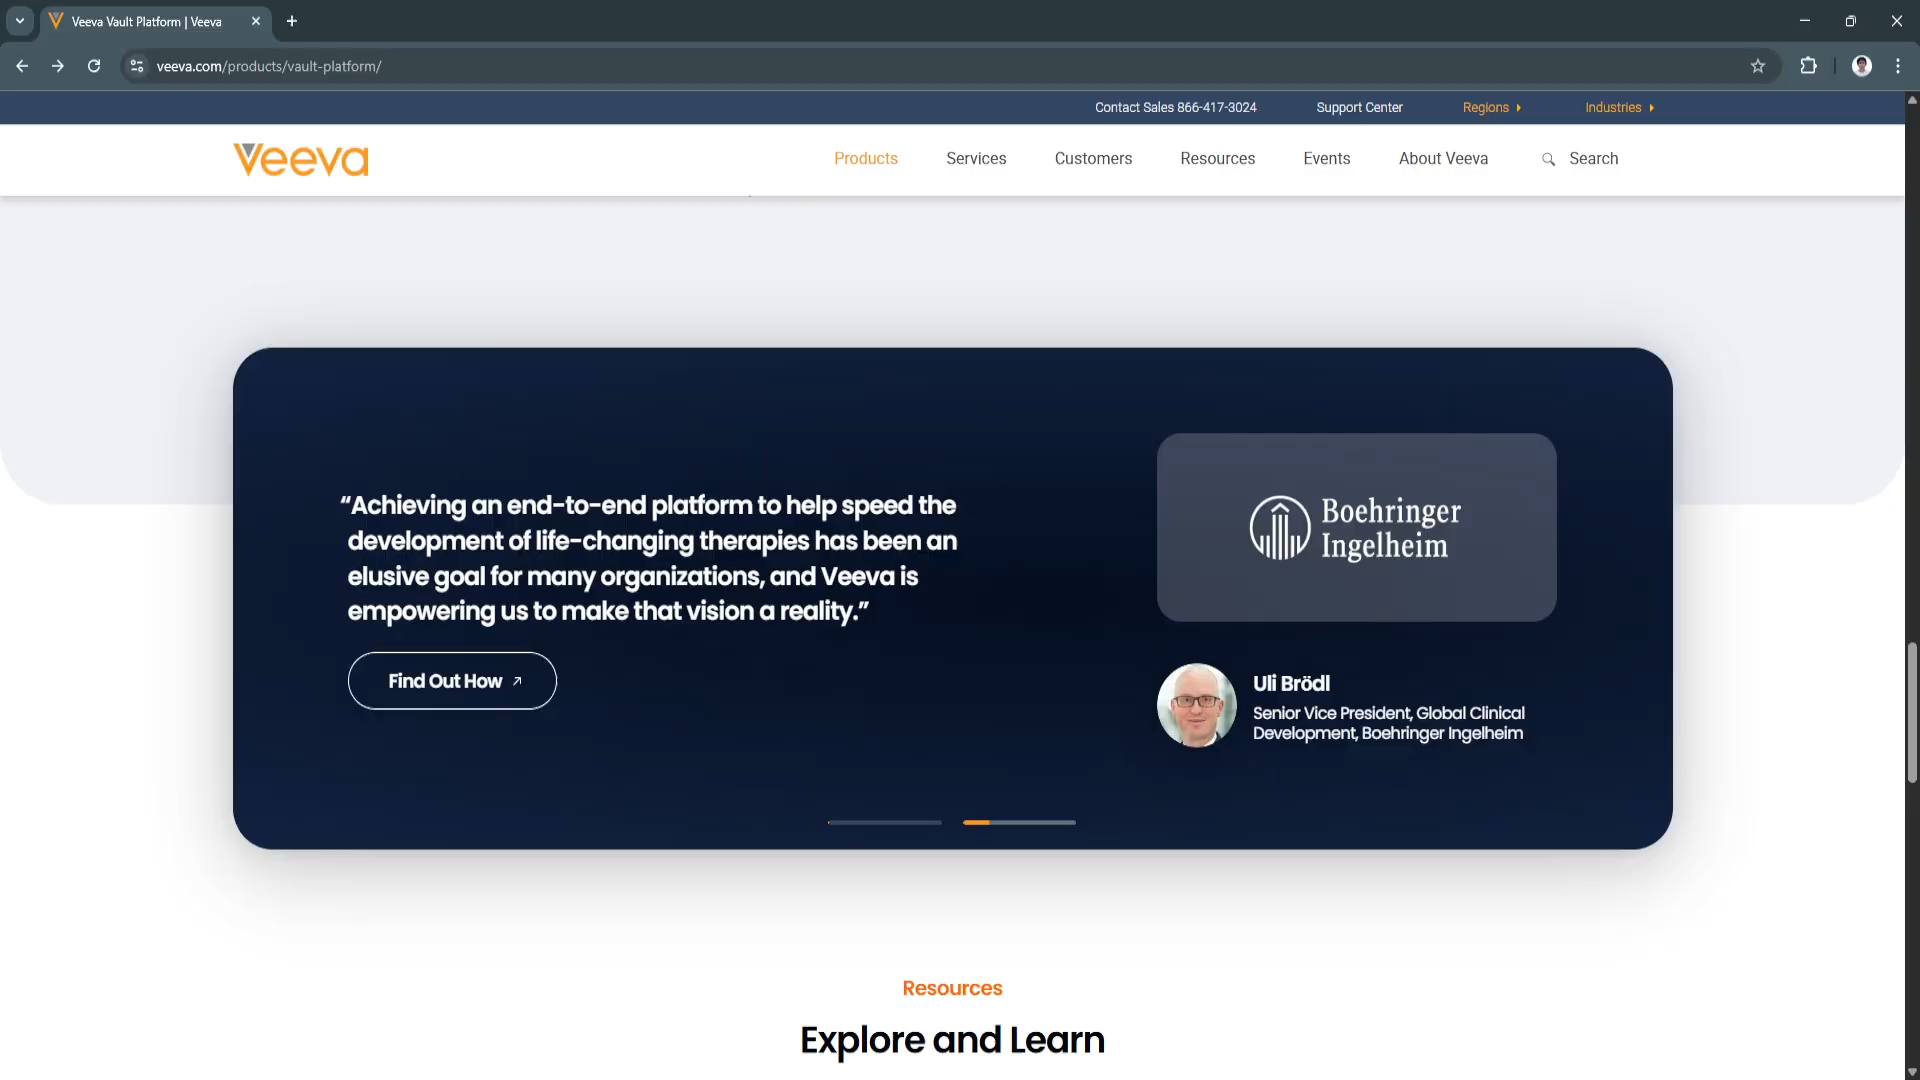 Veeva Vault Platform | Veeva
veeva.com/products/vault-platform/
Contact Sales 866-417-3024
Support Center
Regions
Industries
Veeva
Products
Services
Customers
Resources
Events
About Veeva
Search
“Achieving an end-to-end platform to help speed the
development of life-changing therapies has been an
elusive goal for many organizations, and Veeva is
empowering us to make that vision a reality.”
Find Out How
Boehringer
Ingelheim
Uli Brödl
Senior Vice President, Global Clinical
Development, Boehringer Ingelheim
Resources
Explore and Learn